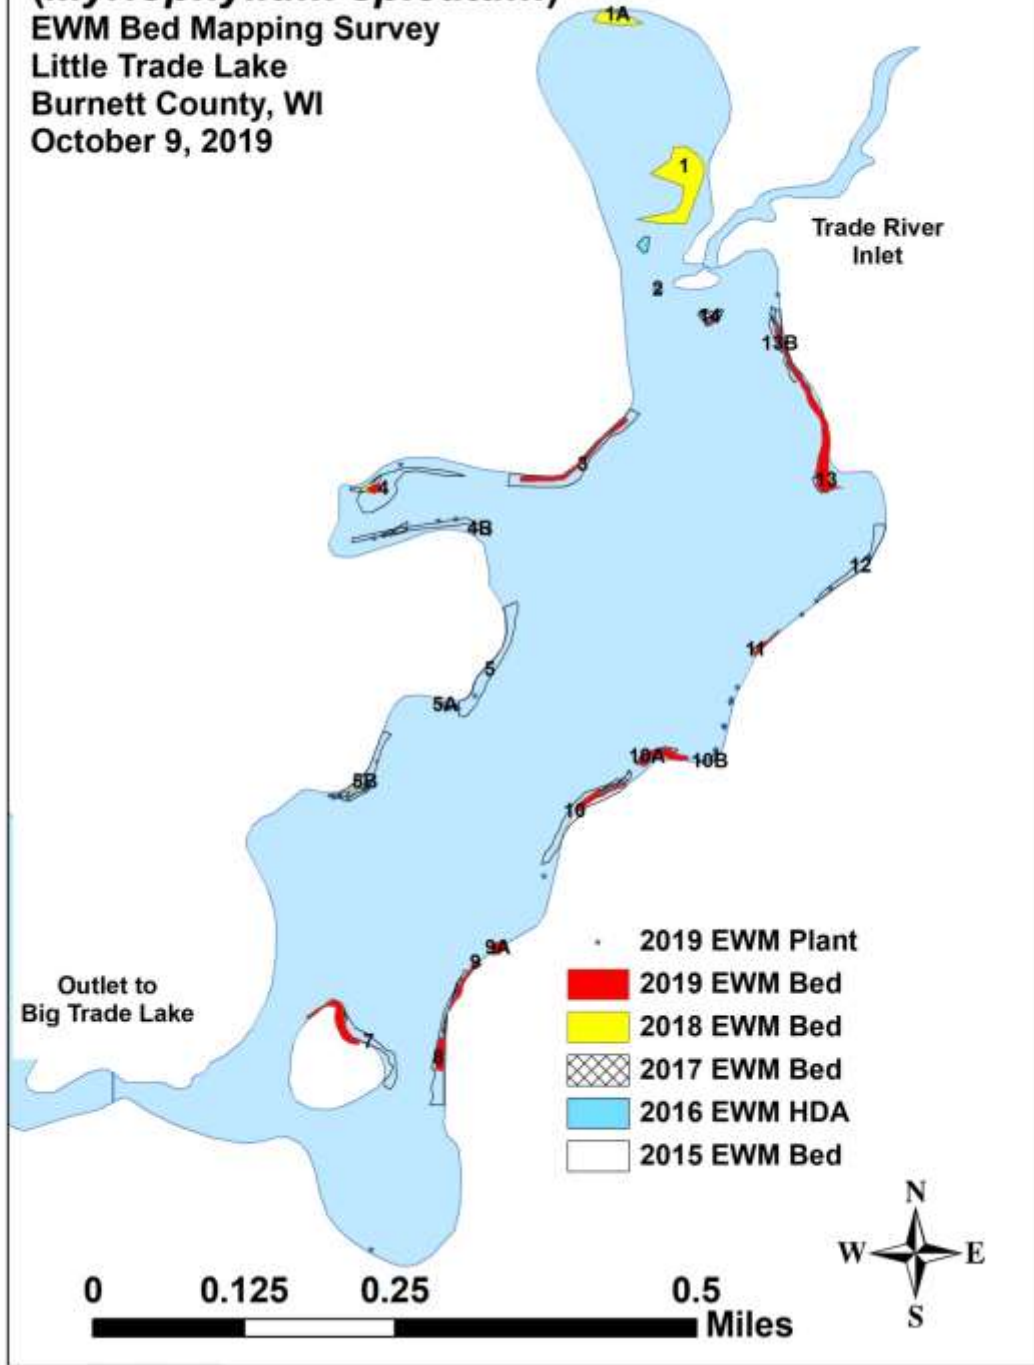 EWM Bed Mapping Survey
Little Trade Lake
Burnett County, WI
October 9, 2019
1A
1
Trade River
Inlet
2
14
13B
3
4
13
4B
12
11
5
5A
10A
10B
5B
10
9A
9
2019 EWM Plant
2019 EWM Bed
Outlet to
Big Trade Lake
2018 EWM Bed
7
8
2017 EWM Bed
2016 EWM HDA
2015 EWM Bed
N
W
E
S
0
0.125
0.25
0.5
Miles